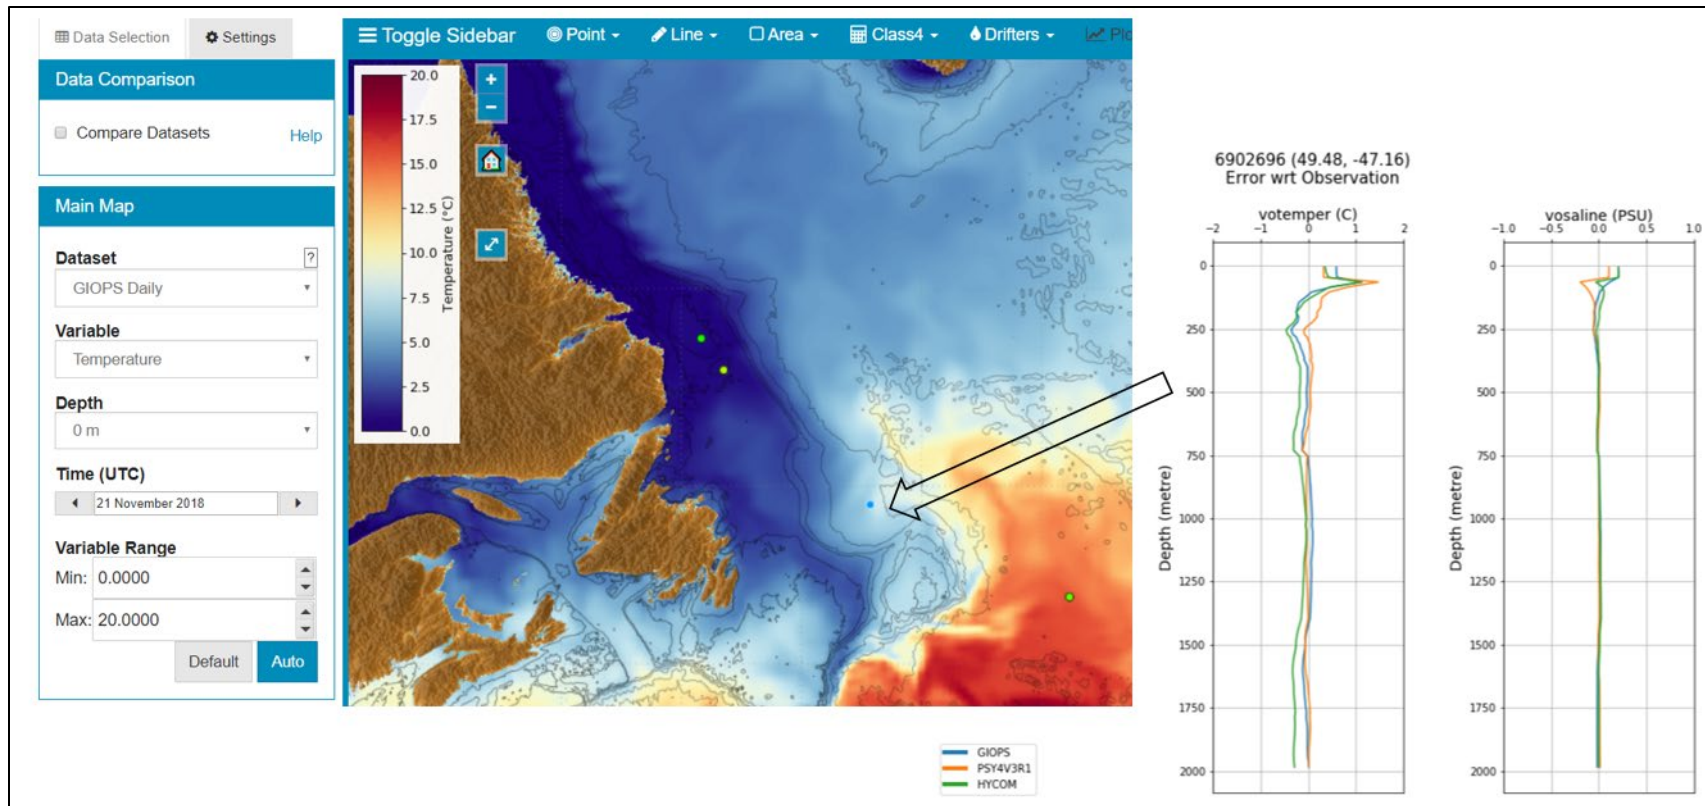 Data Selection
Settings
Data Comparison
Compare Datasets
Help
Main Map
Dataset
?
GIOPS Daily
Variable
Temperature
Depth
0 m
Time (UTC)
21 November 2018
Variable Range
Min: 0.0000
Max: 20.0000
Default
Auto
Toggle Sidebar
Point
Line
Area
Class4
Drifters
20.0
17.5
15.0
12.5
10.0
7.5
5.0
2.5
0.0
Temperature (°C)
+
−
6902696 (49.48, -47.16)
Error wrt Observation
votemper (C)
−2 −1 0 1 2
0
250
500
750
1000
1250
1500
1750
2000
Depth (metre)
vosaline (PSU)
−1.0 −0.5 0.0 0.5 1.0
0
250
500
750
1000
1250
1500
1750
2000
Depth (metre)
GIOPS
PSY4V3R1
HYCOM